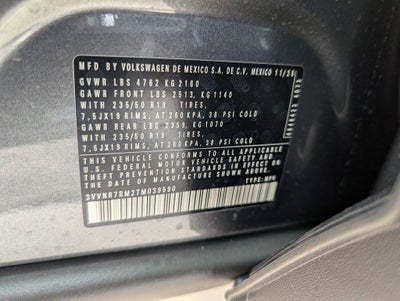 MFD BY VOLKSWAGEN DE MEXICO S.A. DE C.V. MEXICO 11/25
GVWR LBS 4762 KG 2160
GAWR FRONT LBS 2513, KG 1140
WITH 235/50 R19 TIRES,
7,5JX19 RIMS, AT 260 KPA, 38 PSI COLD
GAWR REAR LBS 2359, KG 1070
WITH 235/50 R19 TIRES,
7,5JX19 RIMS, AT 260 KPA, 38 PSI COLD
THIS VEHICLE CONFORMS TO ALL APPLICABLE
U.S. FEDERAL MOTOR VEHICLE SAFETY AND
THEFT PREVENTION STANDARDS IN EFFECT ON
THE DATE OF MANUFACTURE SHOWN ABOVE.
TYPE: MPV